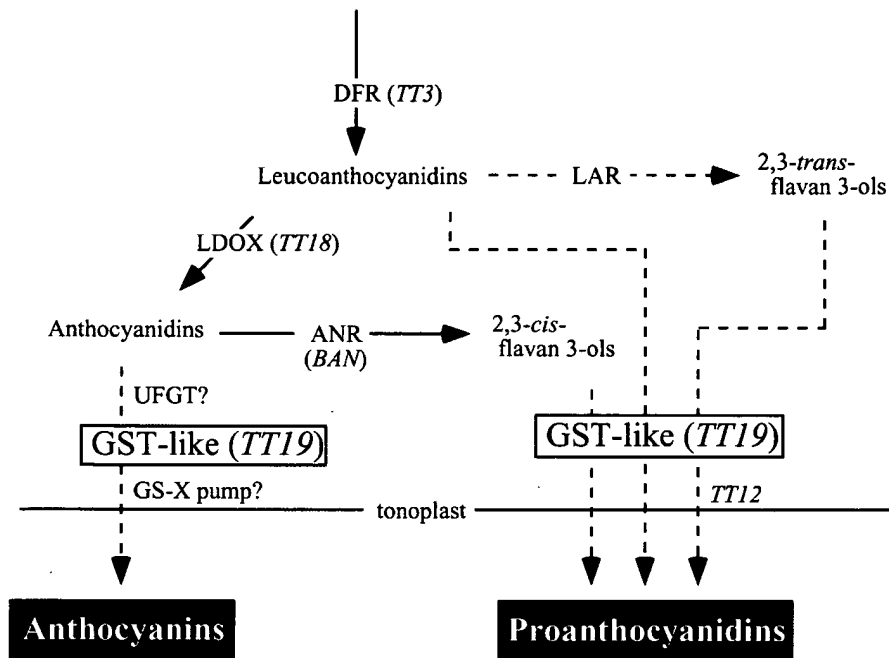 DFR (TT3)
Leucoanthocyanidins
LAR
2,3-trans-
flavan 3-ols
LDOX (TT18)
Anthocyanidins
ANR
(BAN)
2,3-cis-
flavan 3-ols
UFGT?
GST-like (TT19)
GST-like (TT19)
GS-X pump?
TT12
tonoplast
Anthocyanins
Proanthocyanidins